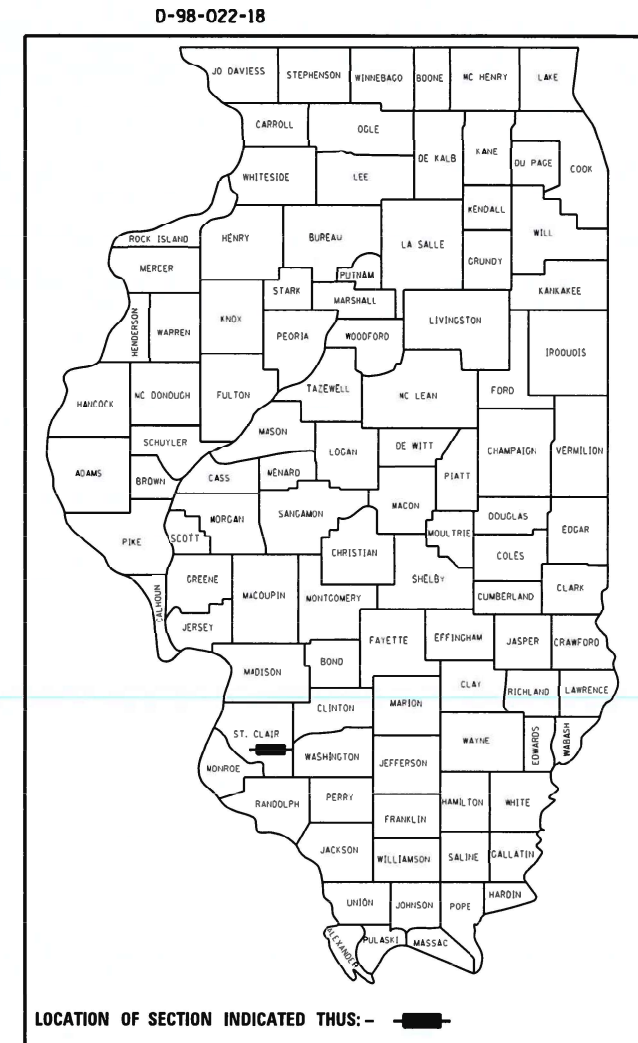 D-98-022-18
JO DAVIESS STEPHENSON WINNEBAGO BOONE MC HENRY LAKE
CARROLL OGLE DE KALB KANE DU PAGE COOK
WHITESIDE LEE
KENDALL WILL
ROCK ISLAND HENRY BUREAU LA SALLE GRUNDY
MERCER PUTNAM KANKAKEE
STARK MARSHALL
HENDERSON WARREN KNOX PEORIA WOODFORD LIVINGSTON IROQUOIS
HANCOCK MC DONOUGH FULTON TAZEWELL MC LEAN FORD
MASON
SCHUYLER LOGAN DE WITT CHAMPAIGN VERMILION
ADAMS BROWN CASS MENARD PIATT
MORGAN SANGAMON MACON DOUGLAS
PIKE SCOTT CHRISTIAN MOULTRIE EDGAR
COLES
CALHOUN GREENE MACOUPIN MONTGOMERY SHELBY CUMBERLAND CLARK
JERSEY FAYETTE EFFINGHAM JASPER CRAWFORD
MADISON BOND
CLAY RICHLAND LAWRENCE
CLINTON MARION
ST. CLAIR WAYNE EDWARDS WABASH
MONROE WASHINGTON JEFFERSON
RANDOLPH PERRY HAMILTON WHITE
FRANKLIN
JACKSON WILLIAMSON SALINE GALLATIN
UNION JOHNSON POPE HARDIN
ALEXANDER PULASKI MASSAC
LOCATION OF SECTION INDICATED THUS: -